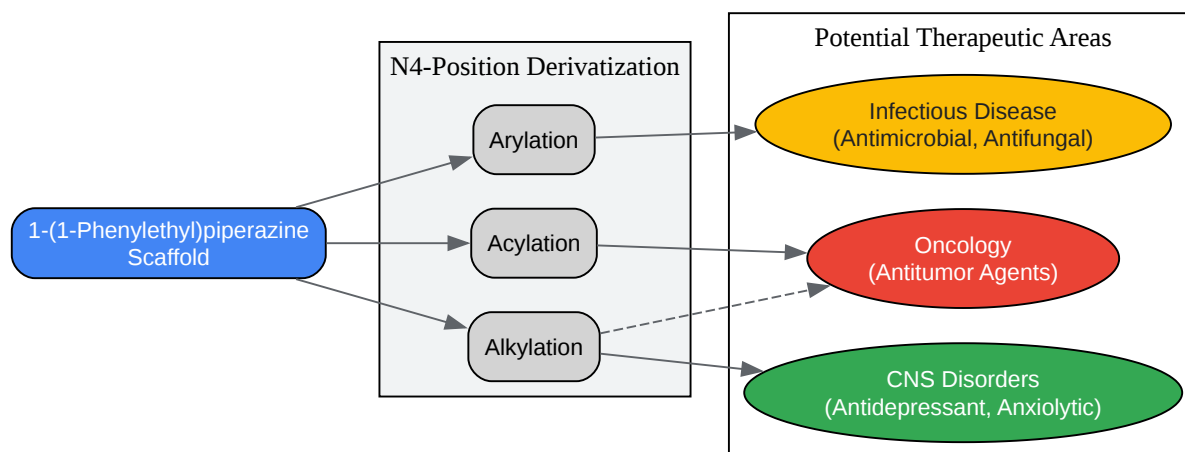 1-(1-Phenylethyl)piperazine
Scaffold
N4-Position Derivatization
Arylation
Acylation
Alkylation
Potential Therapeutic Areas
Infectious Disease
(Antimicrobial, Antifungal)
Oncology
(Antitumor Agents)
CNS Disorders
(Antidepressant, Anxiolytic)